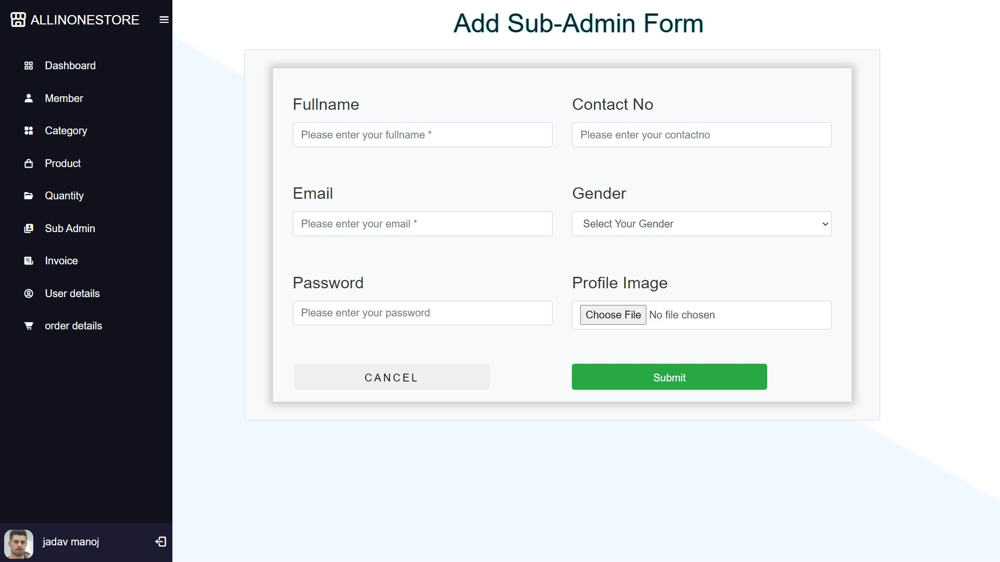 ALLINONESTORE
Dashboard
Member
Category
Product
Quantity
Sub Admin
Invoice
User details
order details
jadav manoj
Add Sub-Admin Form
Fullname
Please enter your fullname *
Contact No
Please enter your contactno
Email
Please enter your email *
Gender
Select Your Gender
Password
Please enter your password
Profile Image
Choose File No file chosen
CANCEL
Submit